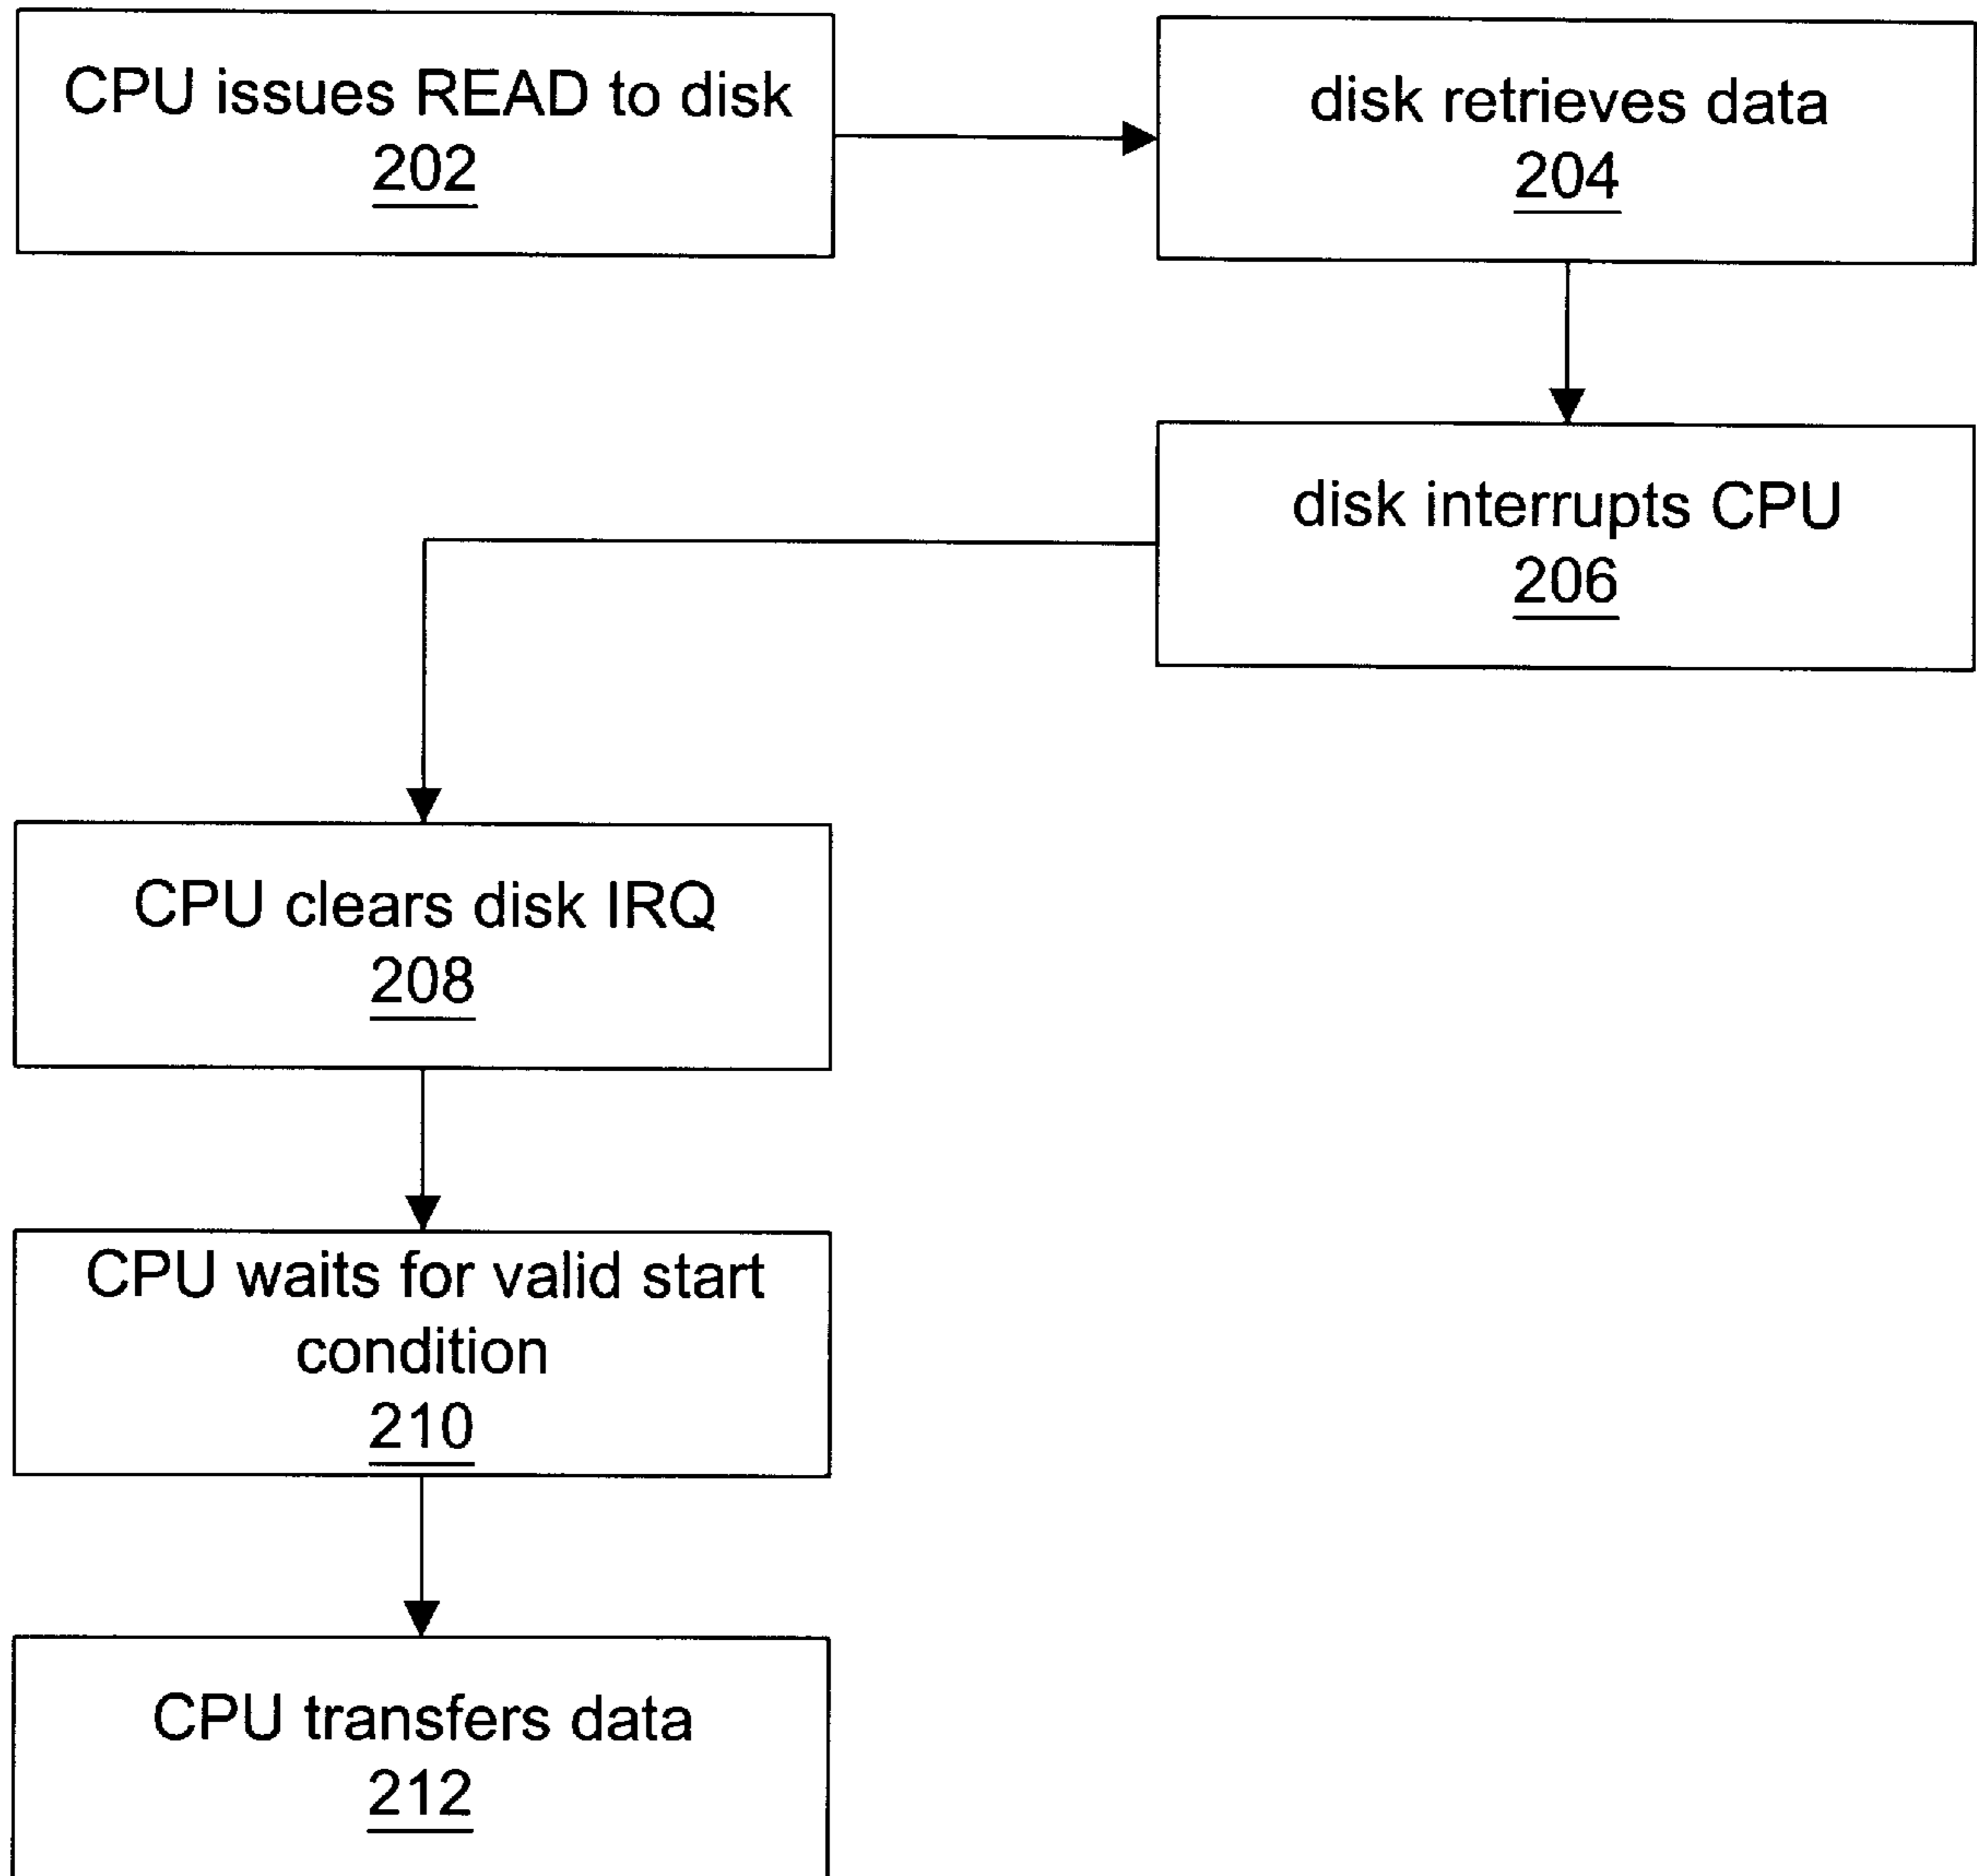 CPU issues READ to disk
202
disk retrieves data
204
disk interrupts CPU
206
CPU clears disk IRQ
208
CPU waits for valid start
condition
210
CPU transfers data
212